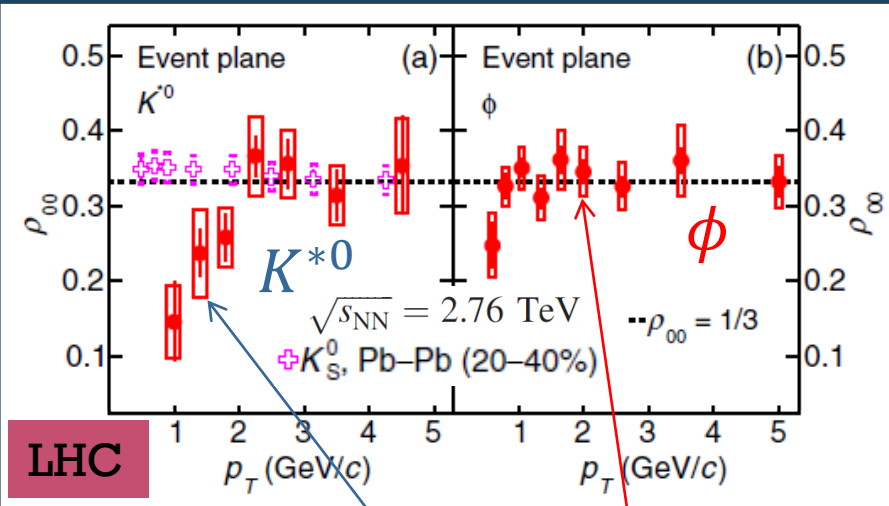 Event plane (a)
K*0
0.5
0.4
0.3
0.2
0.1
ρ00
K*0
1 2 3 4 5
pT (GeV/c)
Event plane (b)
ϕ
0.5
0.4
0.3
0.2
0.1
ρ00
ϕ
√sNN = 2.76 TeV
ρ00 = 1/3
K0S, Pb–Pb (20–40%)
1 2 3 4 5
pT (GeV/c)
LHC